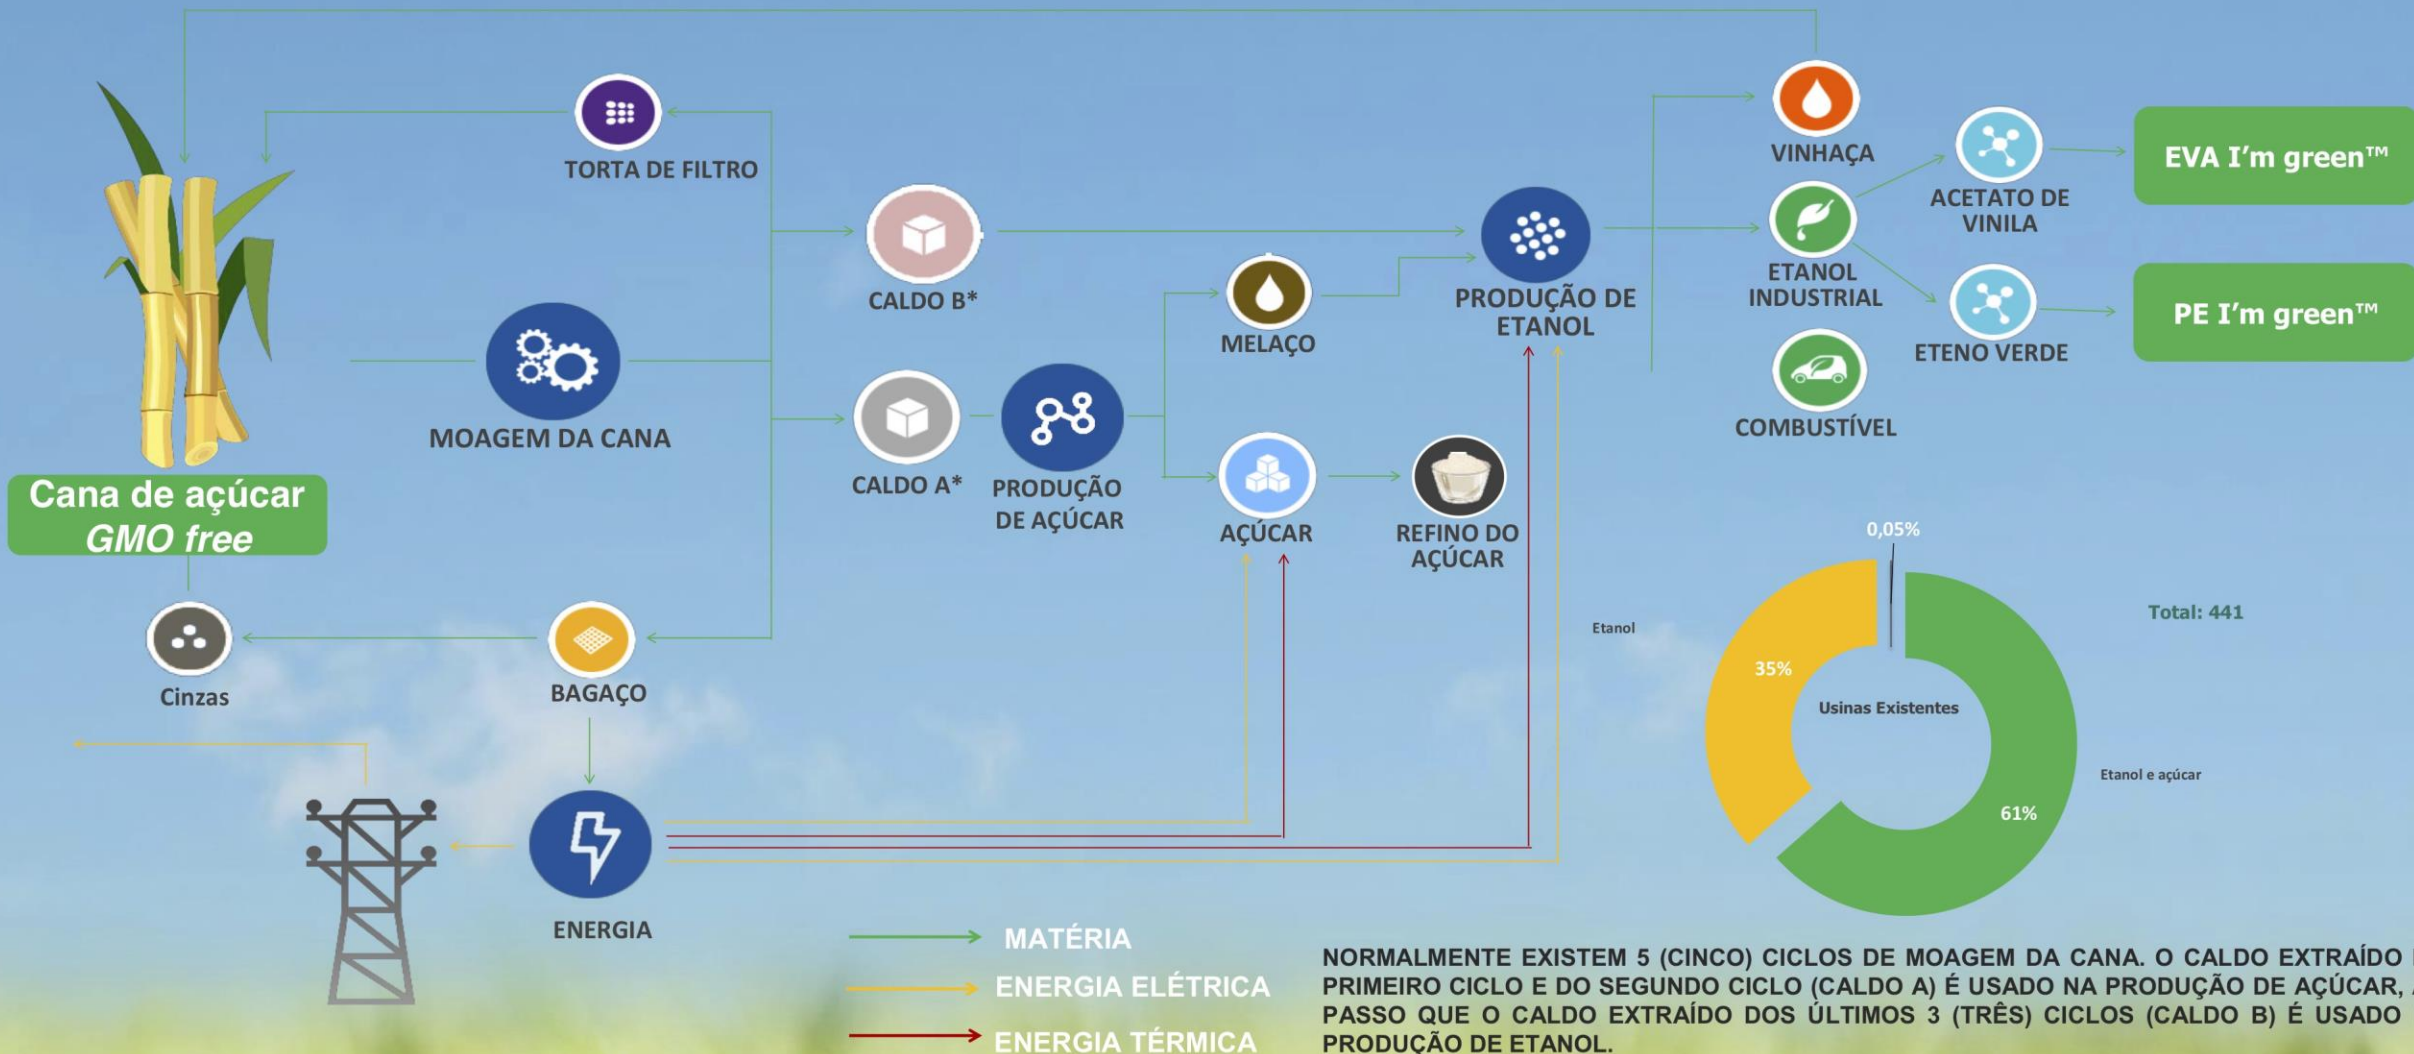 TORTA DE FILTRO
VINHAÇA
ACETATO DE
VINILA
EVA I’m green™
CALDO B*
MELAÇO
PRODUÇÃO DE
ETANOL
ETANOL
INDUSTRIAL
ETENO VERDE
PE I’m green™
COMBUSTÍVEL
MOAGEM DA CANA
CALDO A*
PRODUÇÃO
DE AÇÚCAR
AÇÚCAR
REFINO DO
AÇÚCAR
Cana de açúcar
GMO free
Cinzas
BAGAÇO
ENERGIA
0,05%
Total: 441
Etanol
35%
Usinas Existentes
Etanol e açúcar
61%
MATÉRIA
ENERGIA ELÉTRICA
ENERGIA TÉRMICA
NORMALMENTE EXISTEM 5 (CINCO) CICLOS DE MOAGEM DA CANA. O CALDO EXTRAÍDO
PRIMEIRO CICLO E DO SEGUNDO CICLO (CALDO A) É USADO NA PRODUÇÃO DE AÇÚCAR,
PASSO QUE O CALDO EXTRAÍDO DOS ÚLTIMOS 3 (TRÊS) CICLOS (CALDO B) É USADO
PRODUÇÃO DE ETANOL.